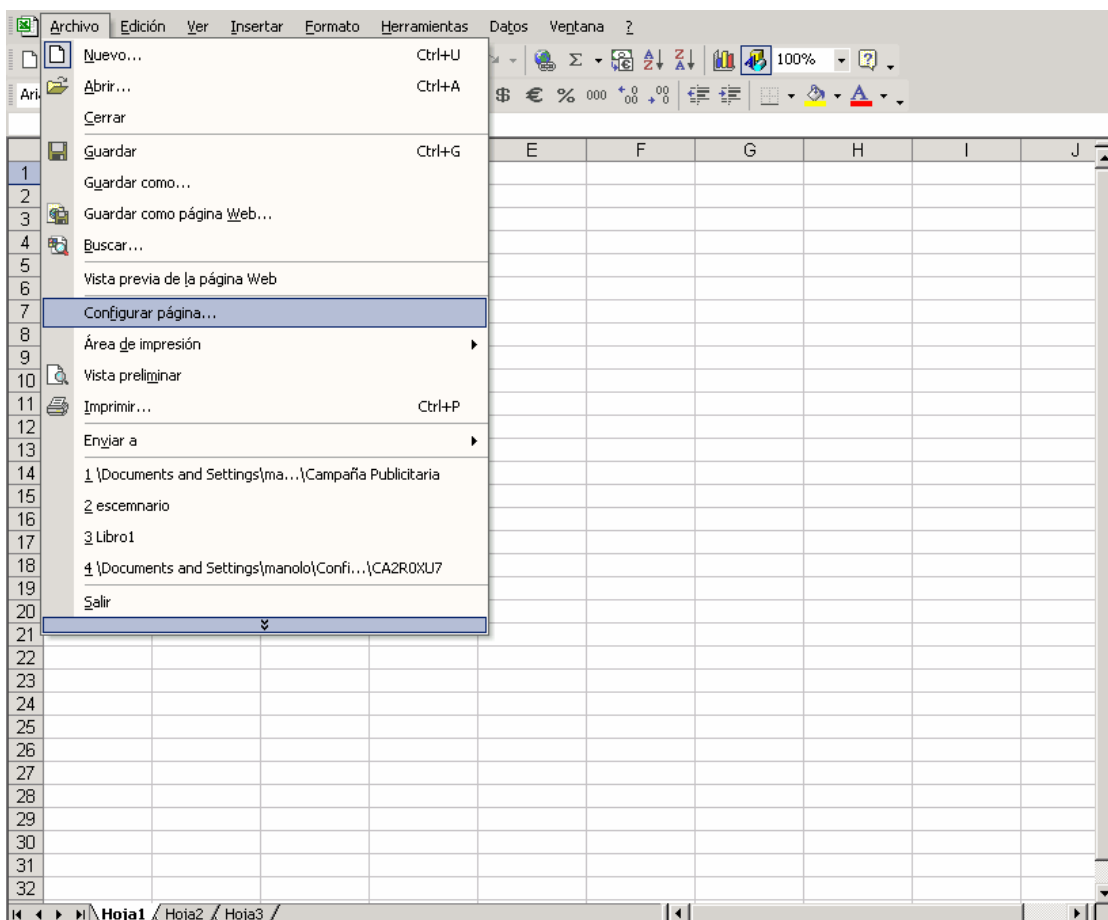 Archivo Edición Ver Insertar Formato Herramientas Datos Ventana ?
Nuevo... Ctrl+U
Σ 100%
Abrir... Ctrl+A
$ € % 000
Cerrar
Guardar Ctrl+G
E F G H I J
Guardar como...
Guardar como página Web...
Buscar...
Vista previa de la página Web
Configurar página...
Área de impresión
Vista preliminar
Imprimir... Ctrl+P
Enviar a
1 \Documents and Settings\ma...\Campaña Publicitaria
2 escemnario
3 Libro1
4 \Documents and Settings\manolo\Confi...\CA2R0XU7
Salir
1
2
3
4
5
6
7
8
9
10
11
12
13
14
15
16
17
18
19
20
21
22
23
24
25
26
27
28
29
30
31
32
Hoja1 / Hoja2 / Hoja3 /